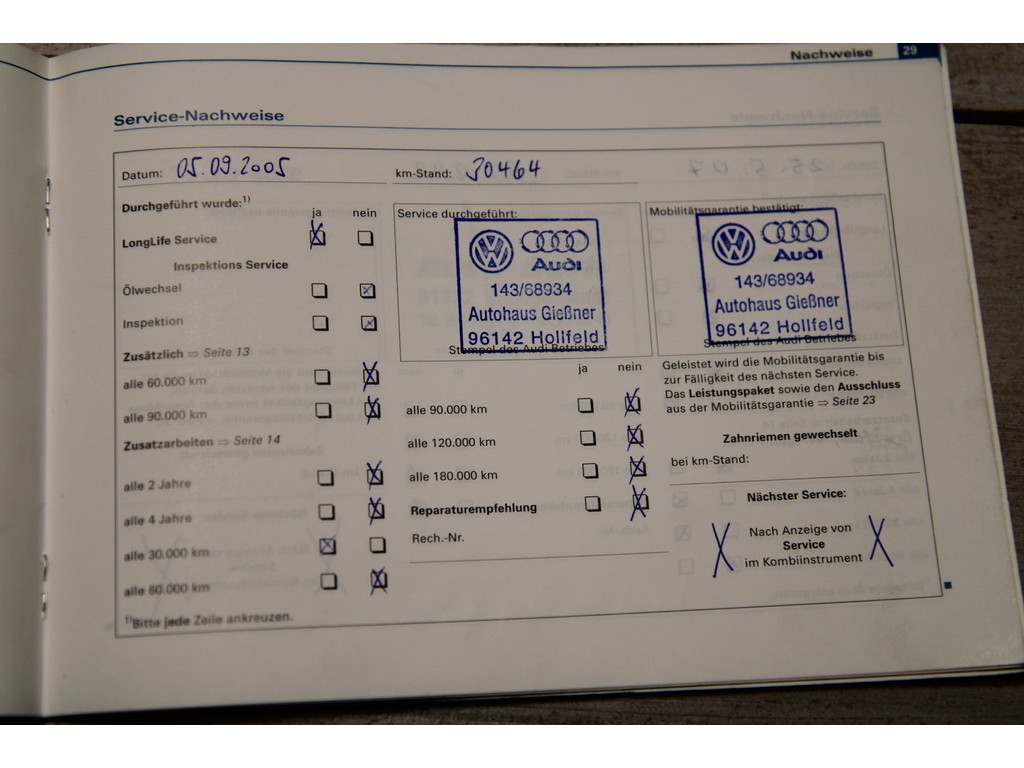 Nachweise 29
Service-Nachweise
Datum: 05.09.2005 km-Stand: 30464
Durchgeführt wurde:1)
ja nein
LongLife Service
Inspektions Service
Ölwechsel
Inspektion
Zusätzlich ⇒ Seite 13
alle 60.000 km
alle 90.000 km
Zusatzarbeiten ⇒ Seite 14
alle 2 Jahre
alle 4 Jahre
alle 30.000 km
alle 60.000 km
1)Bitte jede Zeile ankreuzen.
Service durchgeführt:
Audi
143/68934
Autohaus Gießner
96142 Hollfeld
Stempel des Audi Betriebes
ja nein
alle 90.000 km
alle 120.000 km
alle 180.000 km
Reparaturempfehlung
Rech.-Nr.
Mobilitätsgarantie bestätigt:
Audi
143/68934
Autohaus Gießner
96142 Hollfeld
Stempel des Audi Betriebes
Geleistet wird die Mobilitätsgarantie bis
zur Fälligkeit des nächsten Service.
Das Leistungspaket sowie den Ausschluss
aus der Mobilitätsgarantie ⇒ Seite 23
Zahnriemen gewechselt
bei km-Stand:
Nächster Service:
Nach Anzeige von
Service
im Kombiinstrument